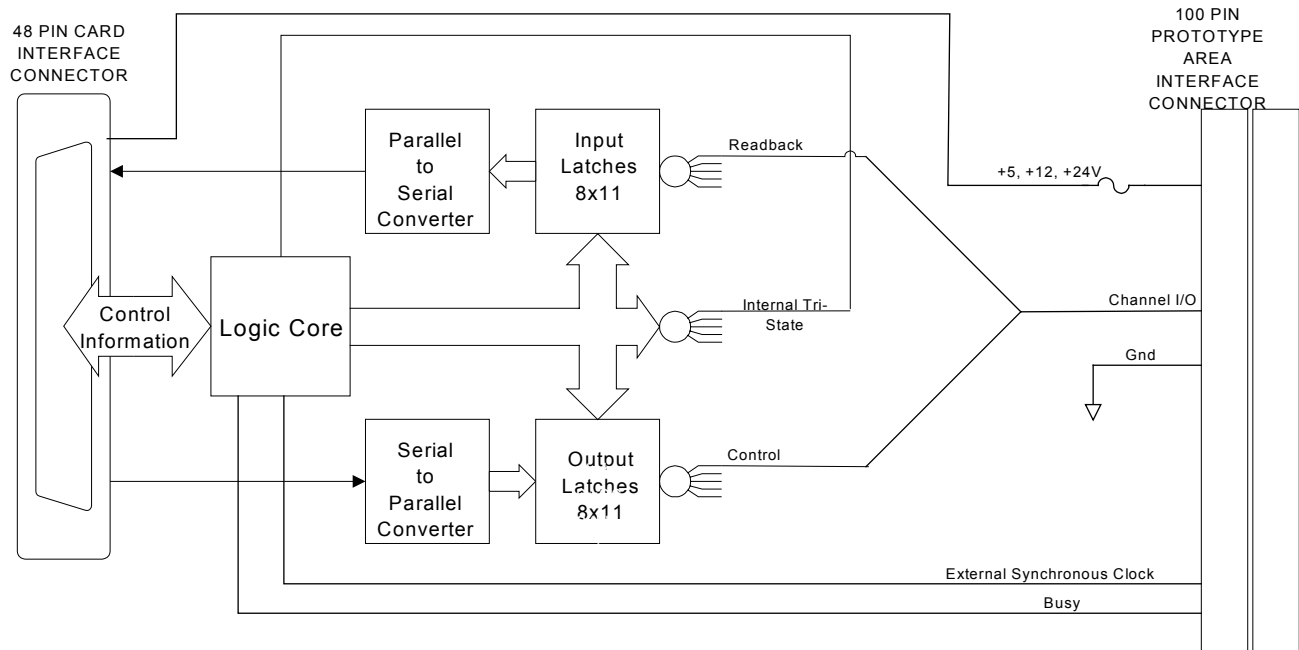 48 PIN CARD
INTERFACE
CONNECTOR
100 PIN
PROTOTYPE
AREA
INTERFACE
CONNECTOR
Parallel
to
Serial
Converter
Input
Latches
8x11
Readback
+5, +12, +24V
Control
Information
Logic Core
Internal Tri-
State
Channel I/O
Gnd
Serial
to
Parallel
Converter
Output
Latches
8x11
Control
External Synchronous Clock
Busy